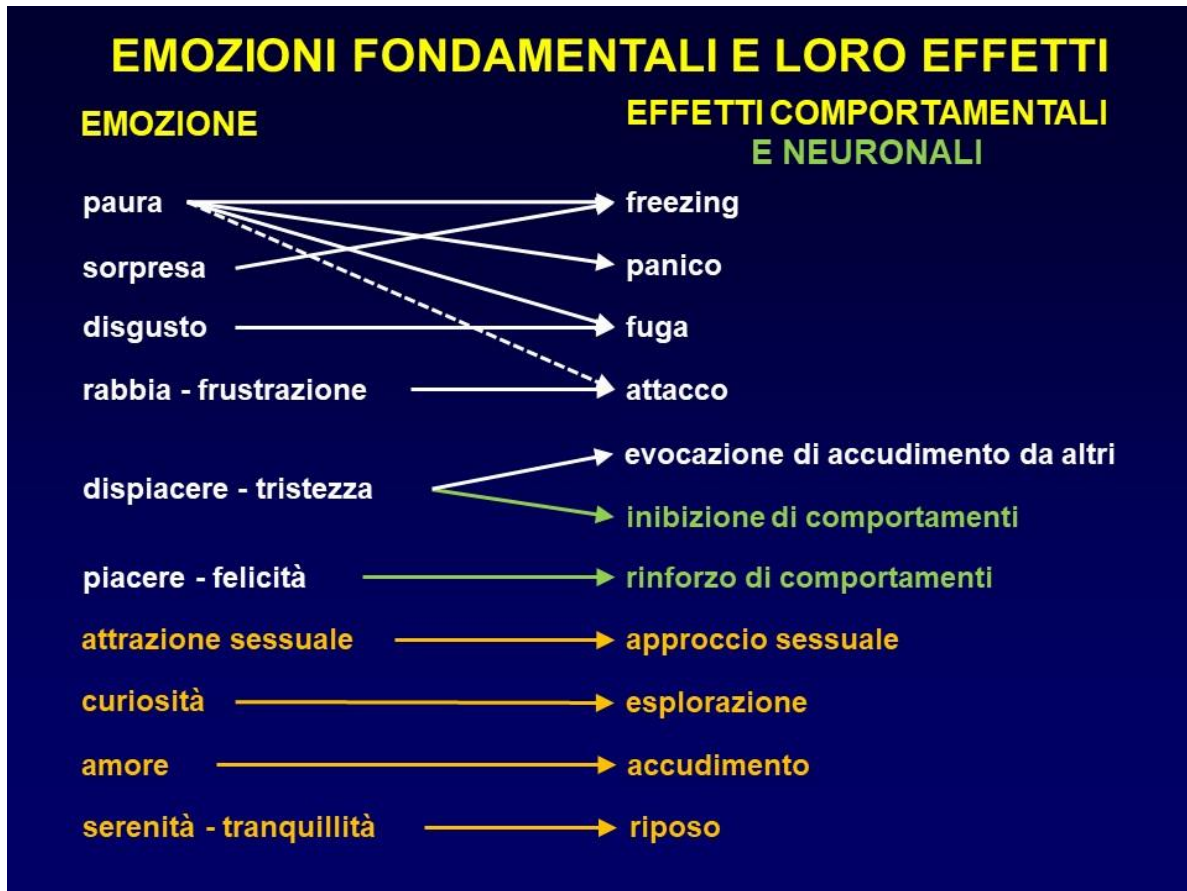 EMOZIONI FONDAMENTALI E LORO EFFETTI
EMOZIONE
EFFETTI COMPORTAMENTALI
E NEURONALI
paura
freezing
sorpresa
panico
disgusto
fuga
rabbia - frustrazione
attacco
dispiacere - tristezza
evocazione di accudimento da altri
inibizione di comportamenti
piacere - felicità
rinforzo di comportamenti
attrazione sessuale
approccio sessuale
curiosità
esplorazione
amore
accudimento
serenità - tranquillità
riposo